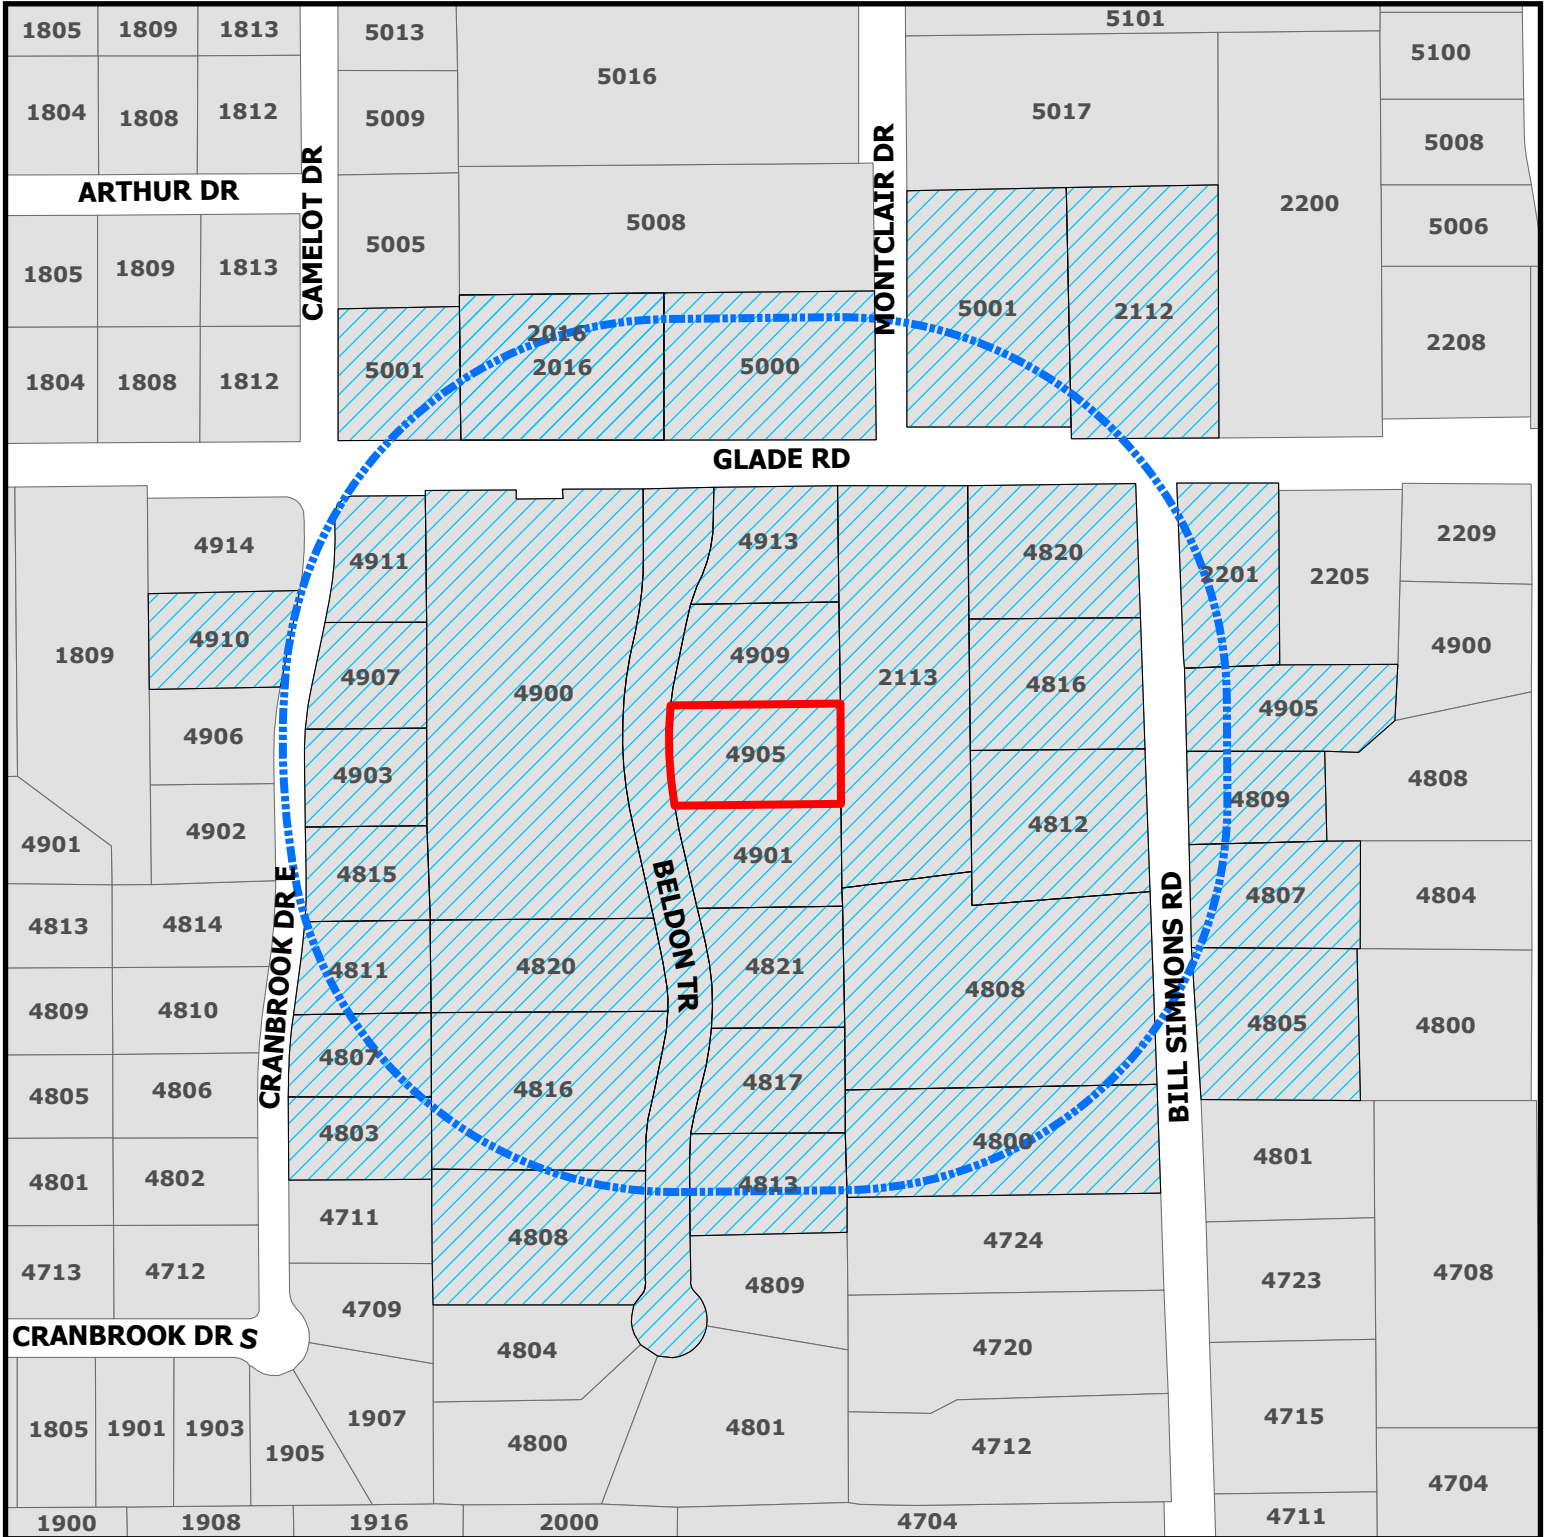 1805 1809 1813 5013 5101
5016 5100
1804 1808 1812 5009 5017
5008
ARTHUR DR
CAMELOT DR
MONTCLAIR DR
5005 5008 2200 5006
1805 1809 1813
5001 2112
2016
2016 5000
5001 2208
1804 1808 1812
GLADE RD
4914 4911 4913 4820 2201 2205 2209
4910 4909 4900
1809 4907 4900 2113 4816
4906 4905 4905
4903 4809 4808
4902 4812
4901 4815 4901
BELDON TR
4813 4814 4807 4804
CRANBROOK DR E
BILL SIMMONS RD
4811 4820 4821 4808
4809 4810 4805 4800
4807 4816 4817
4805 4806
4803 4800 4801
4801 4802 4813
4711 4808 4724
4713 4712 4809 4723 4708
4709
CRANBROOK DR S
4804 4720
1805 1901 1903 1905 1907 4800 4801 4712 4715
4704
1900 1908 1916 2000 4704 4711